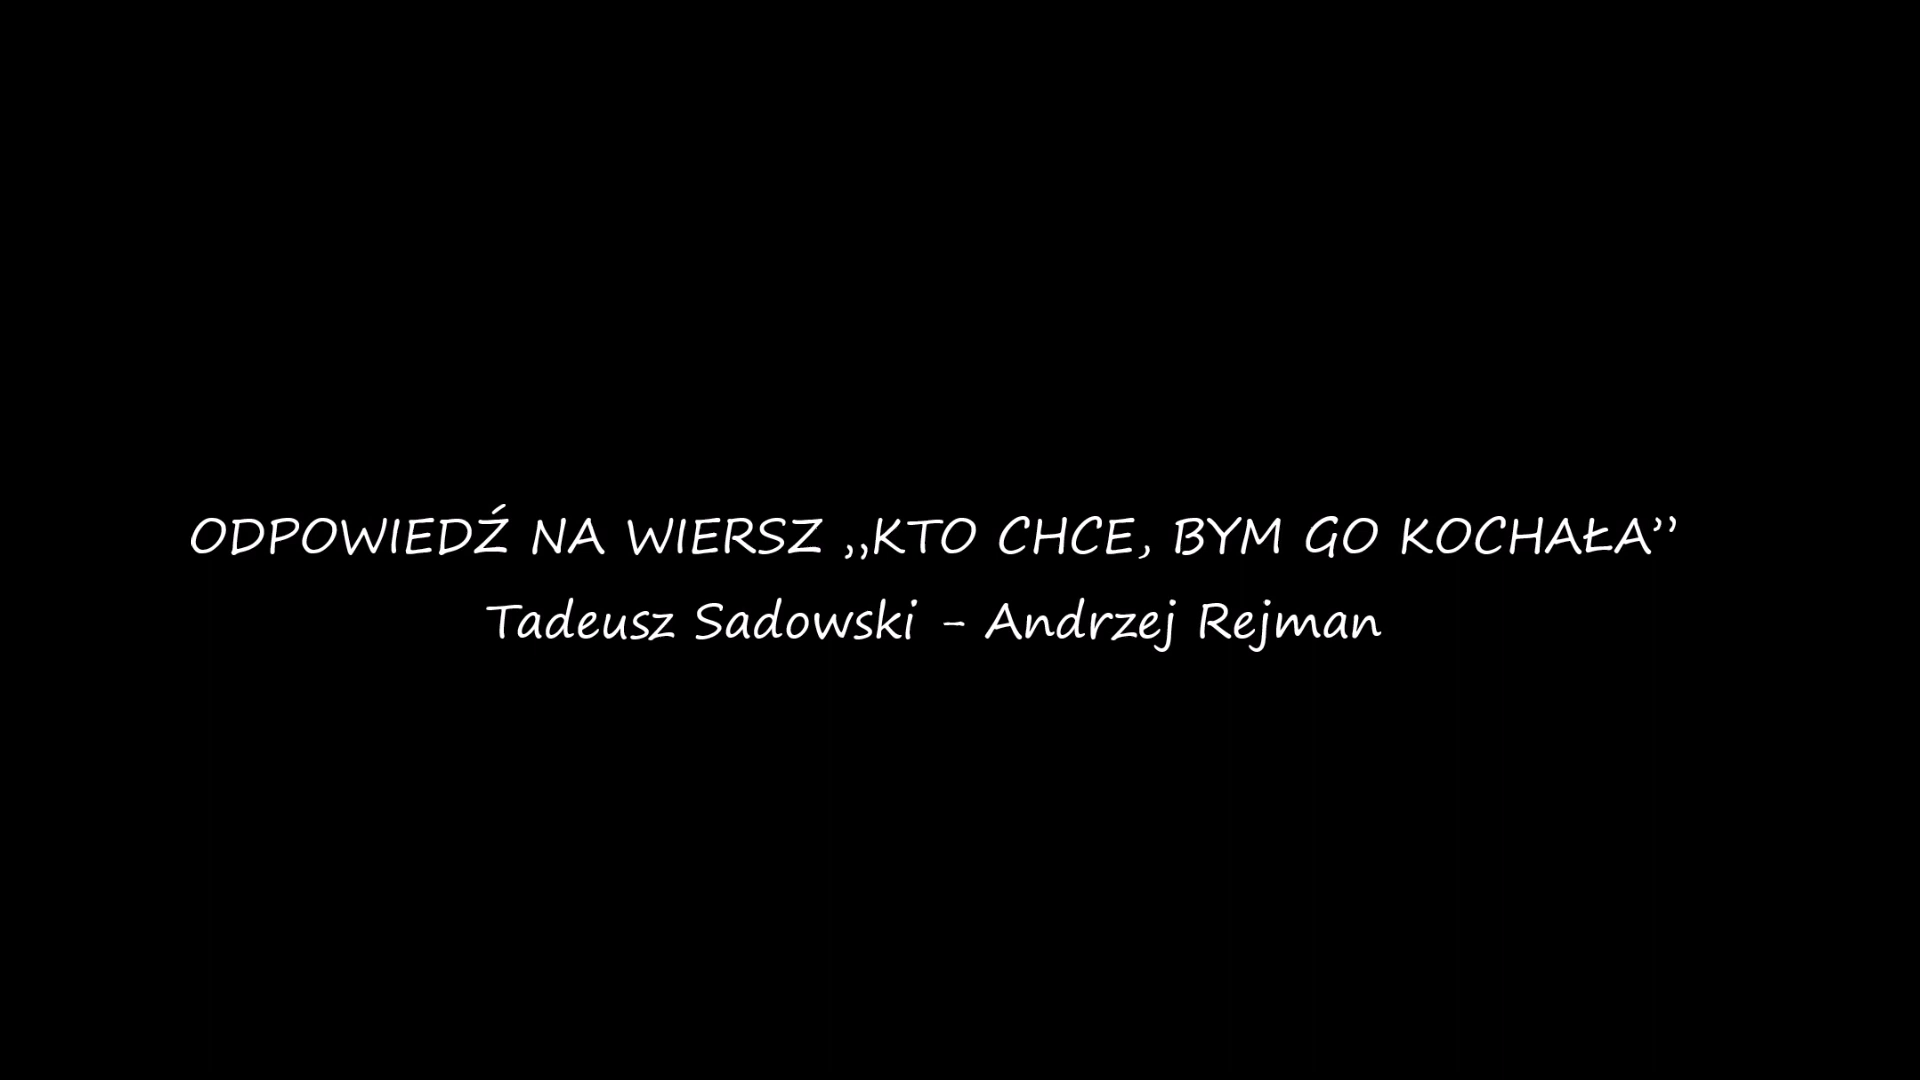 ODPOWIEDŹ NA WIERSZ ,,KTO CHCE, BYM GO KOCHAŁA”
Tadeusz Sadowski - Andrzej Rejman